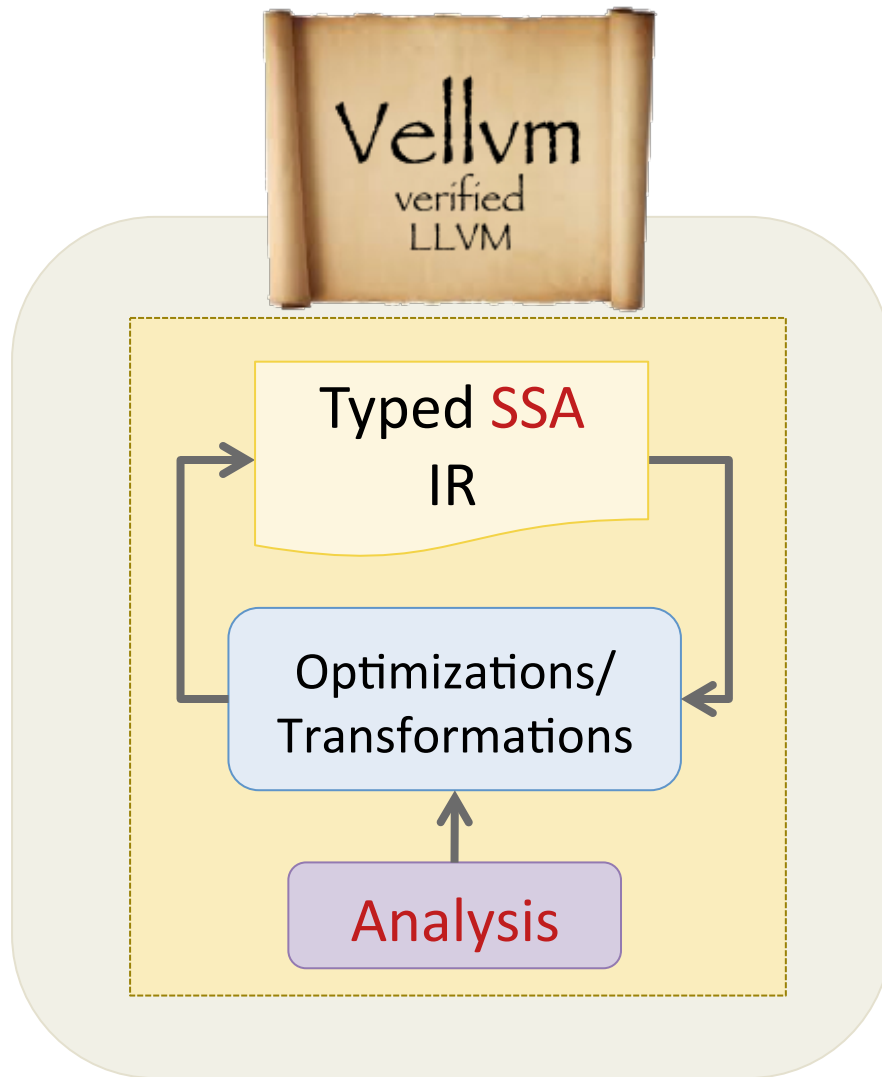 Vellvm
verified
LLVM
Typed SSA
IR
Optimizations/
Transformations
Analysis